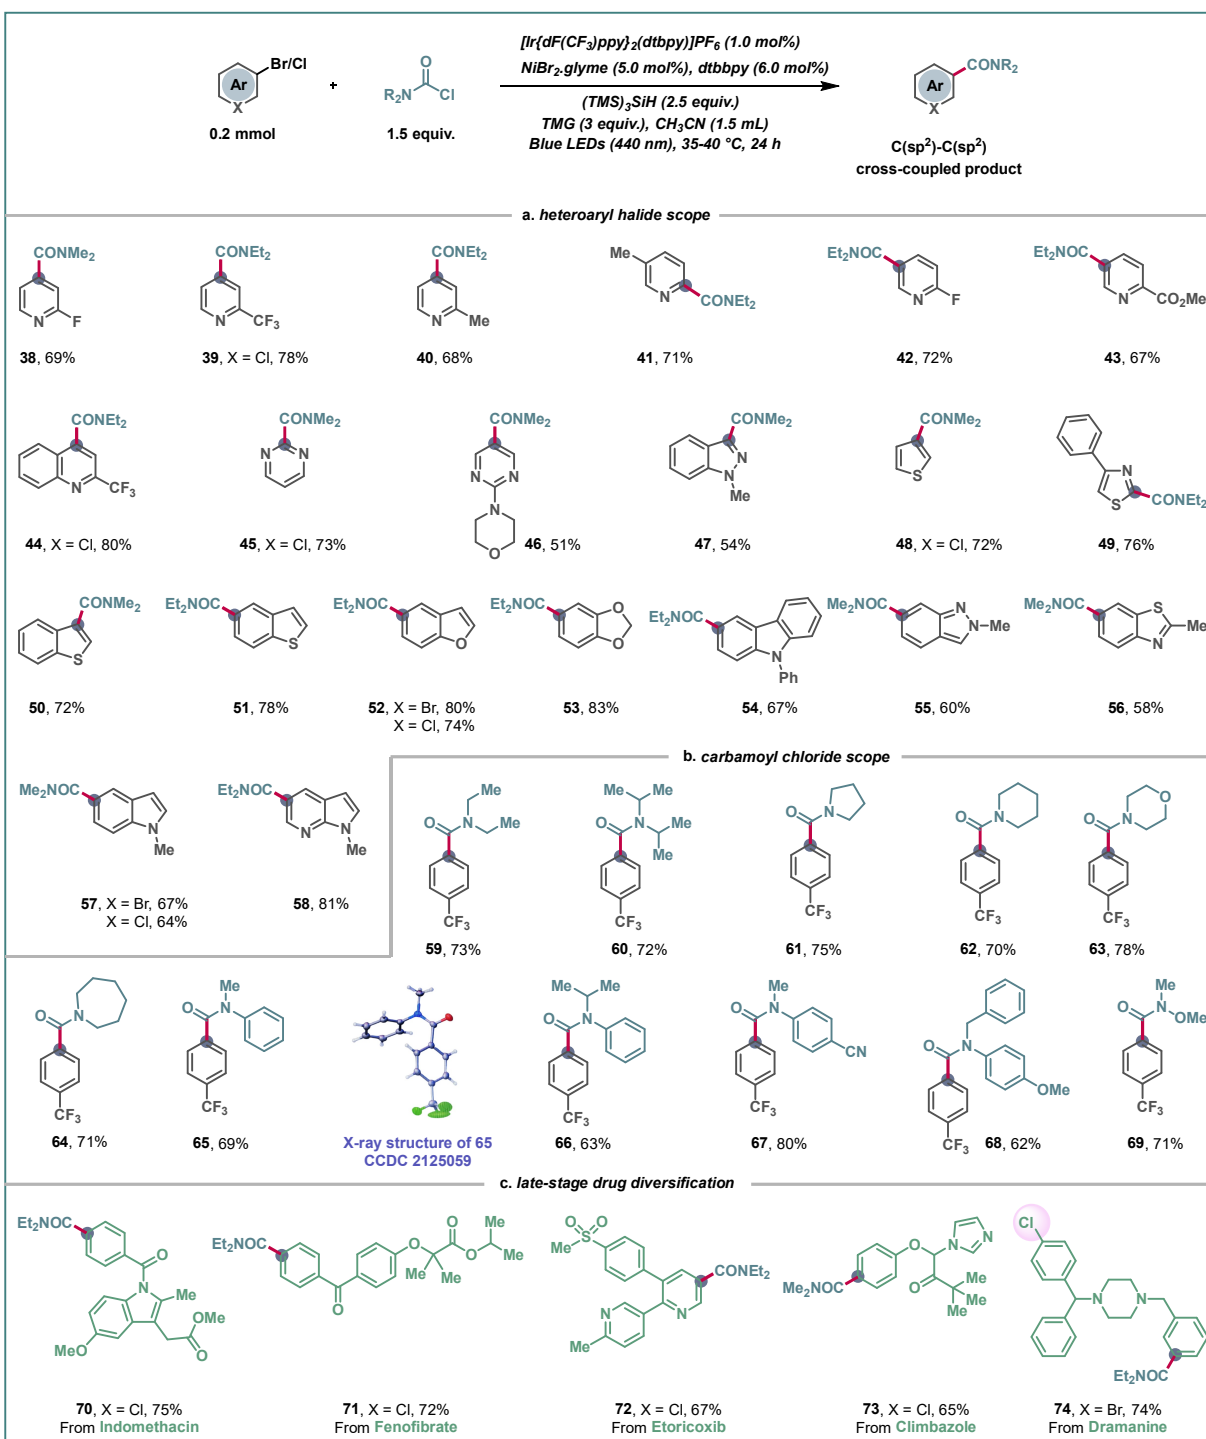 [Ir{dF(CF3)ppy}2(dtbpy)]PF6 (1.0 mol%)
NiBr2.glyme (5.0 mol%), dtbbpy (6.0 mol%)
(TMS)3SiH (2.5 equiv.)
TMG (3 equiv.), CH3CN (1.5 mL)
Blue LEDs (440 nm), 35-40 °C, 24 h
Br/Cl
Ar
X
0.2 mmol
+
O
R2N Cl
1.5 equiv.
CONR2
Ar
X
C(sp2)-C(sp2)
cross-coupled product
a. heteroaryl halide scope
CONMe2
N F
38, 69%
CONEt2
N CF3
39, X = Cl, 78%
CONEt2
N Me
40, 68%
Me
N CONEt2
41, 71%
Et2NOC
N F
42, 72%
Et2NOC
N CO2Me
43, 67%
CONEt2
N CF3
44, X = Cl, 80%
CONMe2
N N
45, X = Cl, 73%
CONMe2
N N
N
O
46, 51%
CONMe2
N
N
Me
47, 54%
CONMe2
S
48, X = Cl, 72%
N
S CONEt2
49, 76%
CONMe2
S
50, 72%
Et2NOC
S
51, 78%
Et2NOC
O
52, X = Br, 80%
X = Cl, 74%
Et2NOC
O
O
53, 83%
Et2NOC
N
Ph
54, 67%
Me2NOC
N
N Me
55, 60%
Me2NOC
S
Me
N
56, 58%
Me2NOC
N
Me
57, X = Br, 67%
X = Cl, 64%
Et2NOC
N N
Me
58, 81%
b. carbamoyl chloride scope
Me
O N Me
CF3
59, 73%
Me Me
O N Me
Me
CF3
60, 72%
N
O
CF3
61, 75%
O N
CF3
62, 70%
O
O N
CF3
63, 78%
N
O
CF3
64, 71%
Me
O N
CF3
65, 69%
X-ray structure of 65
CCDC 2125059
Me Me
O N
CF3
66, 63%
Me
O N
CN
CF3
67, 80%
O N
OMe
CF3
68, 62%
Me
O N OMe
CF3
69, 71%
c. late-stage drug diversification
Et2NOC
O
N
Me
OMe
MeO O
70, X = Cl, 75%
From Indomethacin
Et2NOC
O
O Me
O Me
Me Me
O
71, X = Cl, 72%
From Fenofibrate
O O
S
Me
CONEt2
N N
Me
72, X = Cl, 67%
From Etoricoxib
N
N
O
O
Me
Me2NOC Me
Me
73, X = Cl, 65%
From Climbazole
Cl
N N
Et2NOC
74, X = Br, 74%
From Dramanine